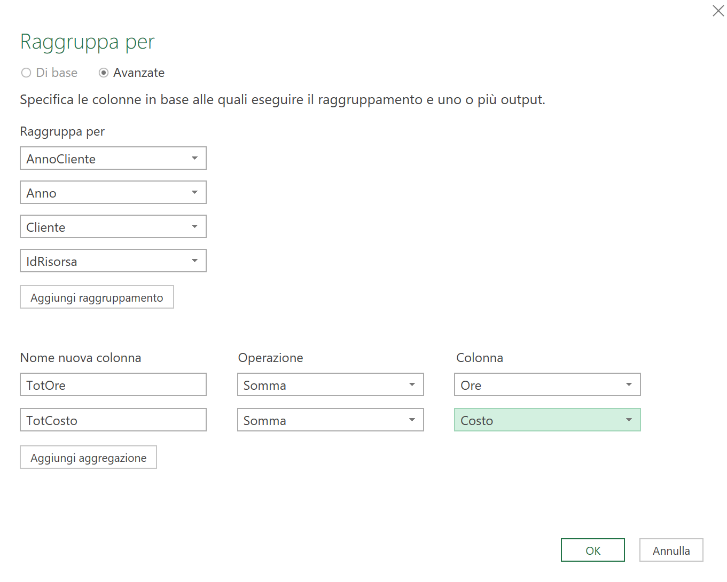 Raggruppa per
Di base
Avanzate
Specifica le colonne in base alle quali eseguire il raggruppamento e uno o più output.
Raggruppa per
AnnoCliente
Anno
Cliente
IdRisorsa
Aggiungi raggruppamento
Nome nuova colonna Operazione Colonna
TotOre Somma Ore
TotCosto Somma Costo
Aggiungi aggregazione
OK Annulla